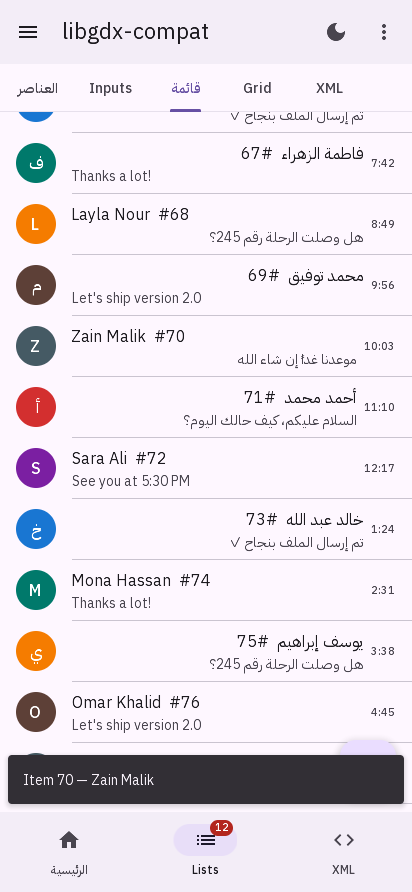 libgdx-compat
العناصر
Inputs
قائمة
Grid
XML
تم إرسال الملف بنجاح ✓
ف
فاطمة الزهراء  #67
7:42
Thanks a lot!
L
Layla Nour  #68
8:49
هل وصلت الرحلة رقم 245؟
م
محمد توفيق  #69
9:56
Let's ship version 2.0
Z
Zain Malik  #70
10:03
موعدنا غدًا إن شاء الله
أ
أحمد محمد  #71
11:10
السلام عليكم، كيف حالك اليوم؟
S
Sara Ali  #72
12:17
See you at 5:30 PM
خ
خالد عبد الله  #73
1:24
تم إرسال الملف بنجاح ✓
M
Mona Hassan  #74
2:31
Thanks a lot!
ي
يوسف إبراهيم  #75
3:38
هل وصلت الرحلة رقم 245؟
O
Omar Khalid  #76
4:45
Let's ship version 2.0
Item 70 — Zain Malik
12
الرئيسية
Lists
XML